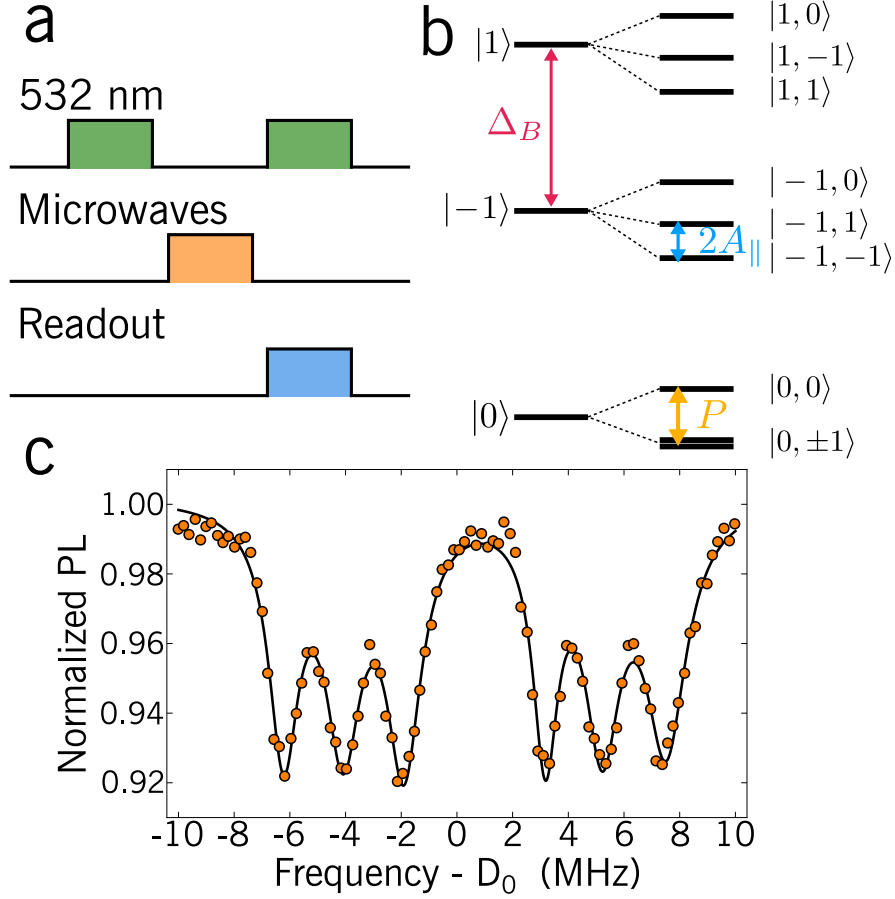 a
532 nm
Microwaves
Readout
b
|1⟩
|−1⟩
|0⟩
Δ_B
|1, 0⟩
|1, −1⟩
|1, 1⟩
|−1, 0⟩
|−1, 1⟩
2A_∥
|−1, −1⟩
|0, 0⟩
P
|0, ±1⟩
c
Normalized PL
1.00
0.98
0.96
0.94
0.92
-10 -8 -6 -4 -2 0 2 4 6 8 10
Frequency - D₀ (MHz)